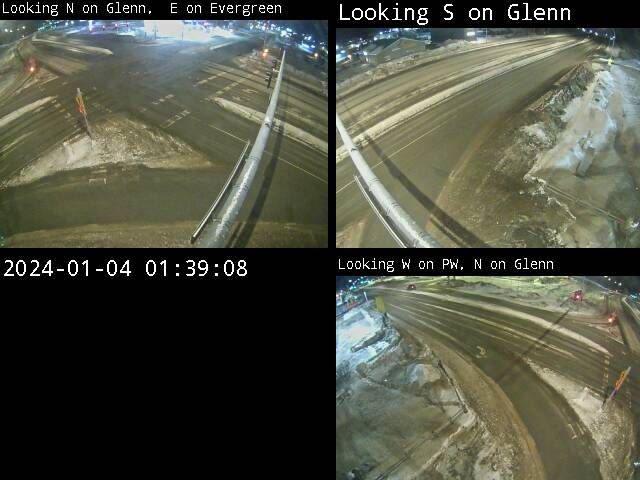 Looking N on Glenn,  E on Evergreen
Looking S on Glenn
2024-01-04 01:39:08
Looking W on PW, N on Glenn